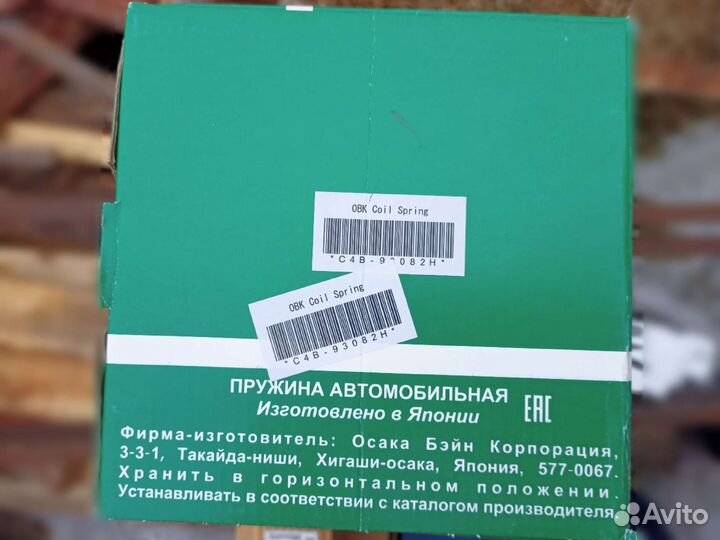 OBK Coil Spring
*C4B-93082H*
OBK Coil Spring
*C4B-93082H*
ПРУЖИНА АВТОМОБИЛЬНАЯ
Изготовлено в Японии
EAC
Фирма-изготовитель: Осака Бэйн Корпорация,
3-3-1, Такайда-ниши, Хигаши-осака, Япония, 577-0067.
Хранить в горизонтальном положении.
Устанавливать в соответствии с каталогом производителя.
Avito